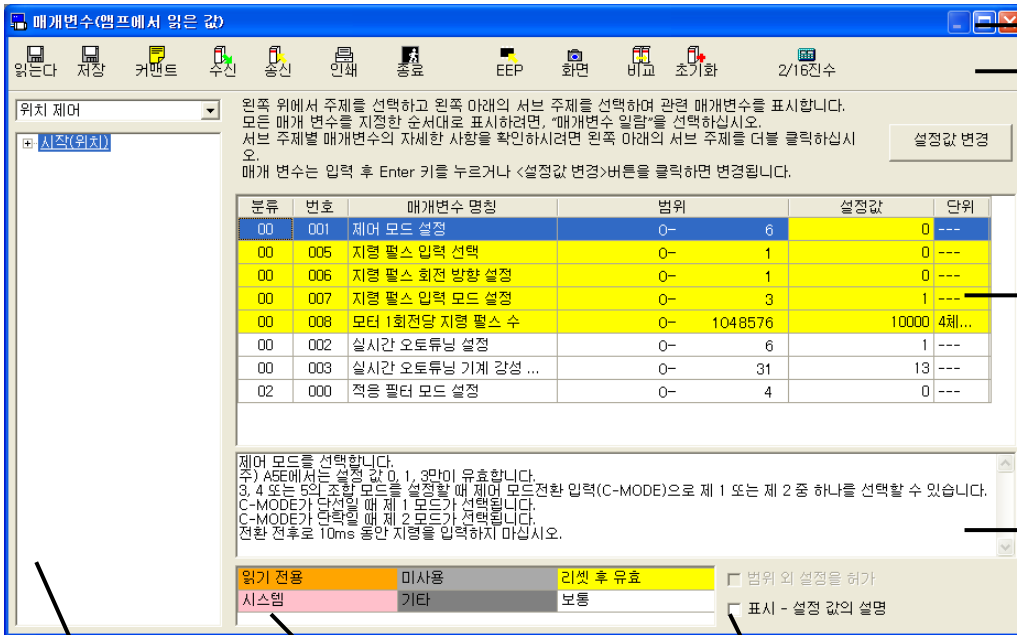 매개변수(앰프에서 읽은 값)
읽는다 저장 커맨트 수신 송신 인쇄 종료 EEP 화면 비교 초기화 2/16진수
위치 제어
시작(위치)
왼쪽 위에서 주제를 선택하고 왼쪽 아래의 서브 주제를 선택하여 관련 매개변수를 표시합니다.
모든 매개 변수를 지정한 순서대로 표시하려면, "매개변수 일람"을 선택하십시오.
서브 주제별 매개변수의 자세한 사항을 확인하시려면 왼쪽 아래의 서브 주제를 더블 클릭하십시
오.
매개 변수는 입력 후 Enter 키를 누르거나 <설정값 변경>버튼을 클릭하면 변경됩니다.
설정값 변경
분류 번호 매개변수 명칭 범위 설정값 단위
00 001 제어 모드 설정 0- 6 0 ---
00 005 지령 펄스 입력 선택 0- 1 0 ---
00 006 지령 펄스 회전 방향 설정 0- 1 0 ---
00 007 지령 펄스 입력 모드 설정 0- 3 1 ---
00 008 모터 1회전당 지령 펄스 수 0- 1048576 10000 4체...
00 002 실시간 오토튜닝 설정 0- 6 1 ---
00 003 실시간 오토튜닝 기계 강성 ... 0- 31 13 ---
02 000 적응 필터 모드 설정 0- 4 0 ---
제어 모드를 선택합니다.
주) A5E에서는 설정 값 0, 1, 3만이 유효합니다.
3, 4 또는 5의 조합 모드를 설정할 때 제어 모드전환 입력(C-MODE)으로 제 1 또는 제 2 중 하나를 선택할 수 있습니다.
C-MODE가 단선일 때 제 1 모드가 선택됩니다.
C-MODE가 단락일 때 제 2 모드가 선택됩니다.
전환 전후로 10ms 동안 지령을 입력하지 마십시오.
읽기 전용 미사용 리셋 후 유효
시스템 기타 보통
범위 외 설정을 허가
표시 - 설정 값의 설명